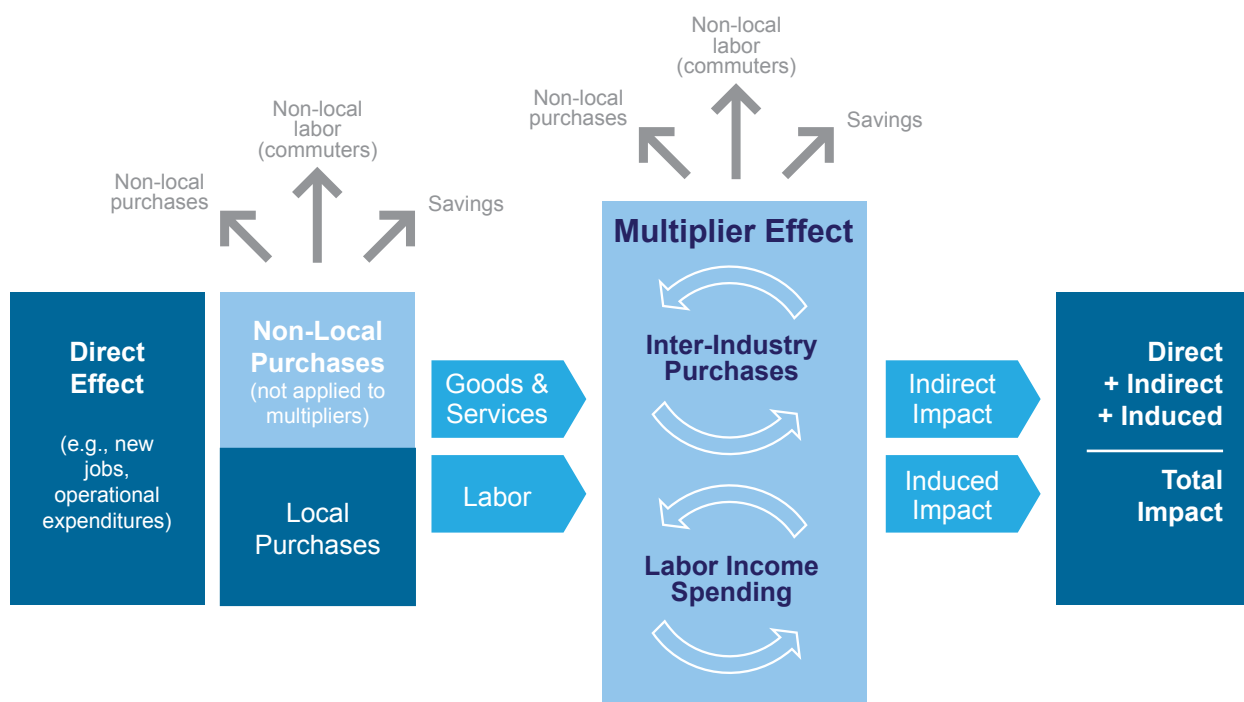 Non-local
labor
(commuters)
Non-local
purchases
Savings
Non-local
labor
(commuters)
Non-local
purchases
Savings
Direct
Effect
(e.g., new
jobs,
operational
expenditures)
Non-Local
Purchases
(not applied to
multipliers)
Local
Purchases
Goods &
Services
Labor
Multiplier Effect
Inter-Industry
Purchases
Labor Income
Spending
Indirect
Impact
Induced
Impact
Direct
+ Indirect
+ Induced
Total
Impact